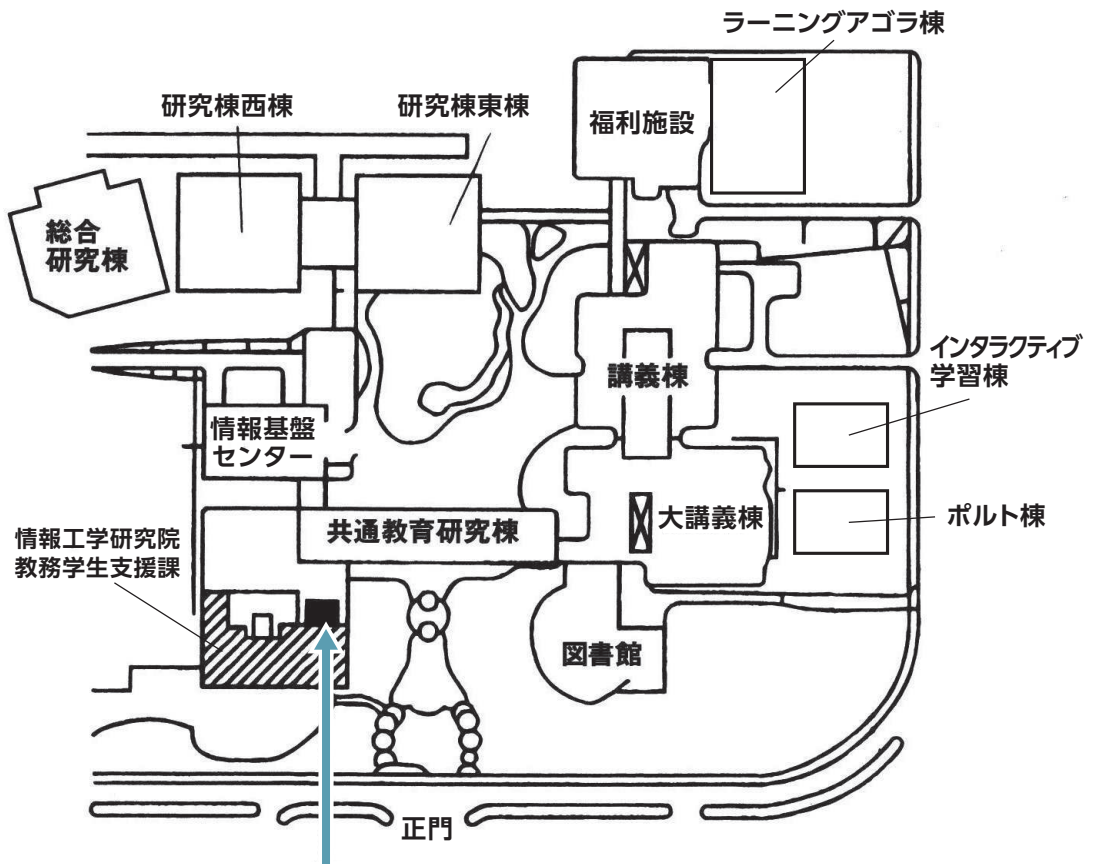 ラーニングアゴラ棟
研究棟西棟
研究棟東棟
福利施設
総合
研究棟
インタラクティブ
学習棟
講義棟
情報基盤
センター
ポルト棟
大講義棟
共通教育研究棟
情報工学研究院
教務学生支援課
図書館
正門